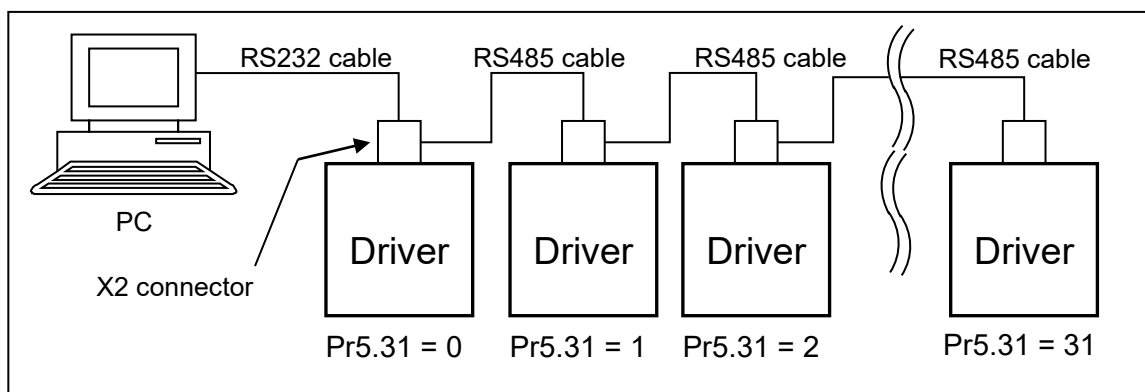 RS232 cable
RS485 cable
RS485 cable
RS485 cable
PC
X2 connector
Driver
Driver
Driver
Driver
Pr5.31 = 0
Pr5.31 = 1
Pr5.31 = 2
Pr5.31 = 31